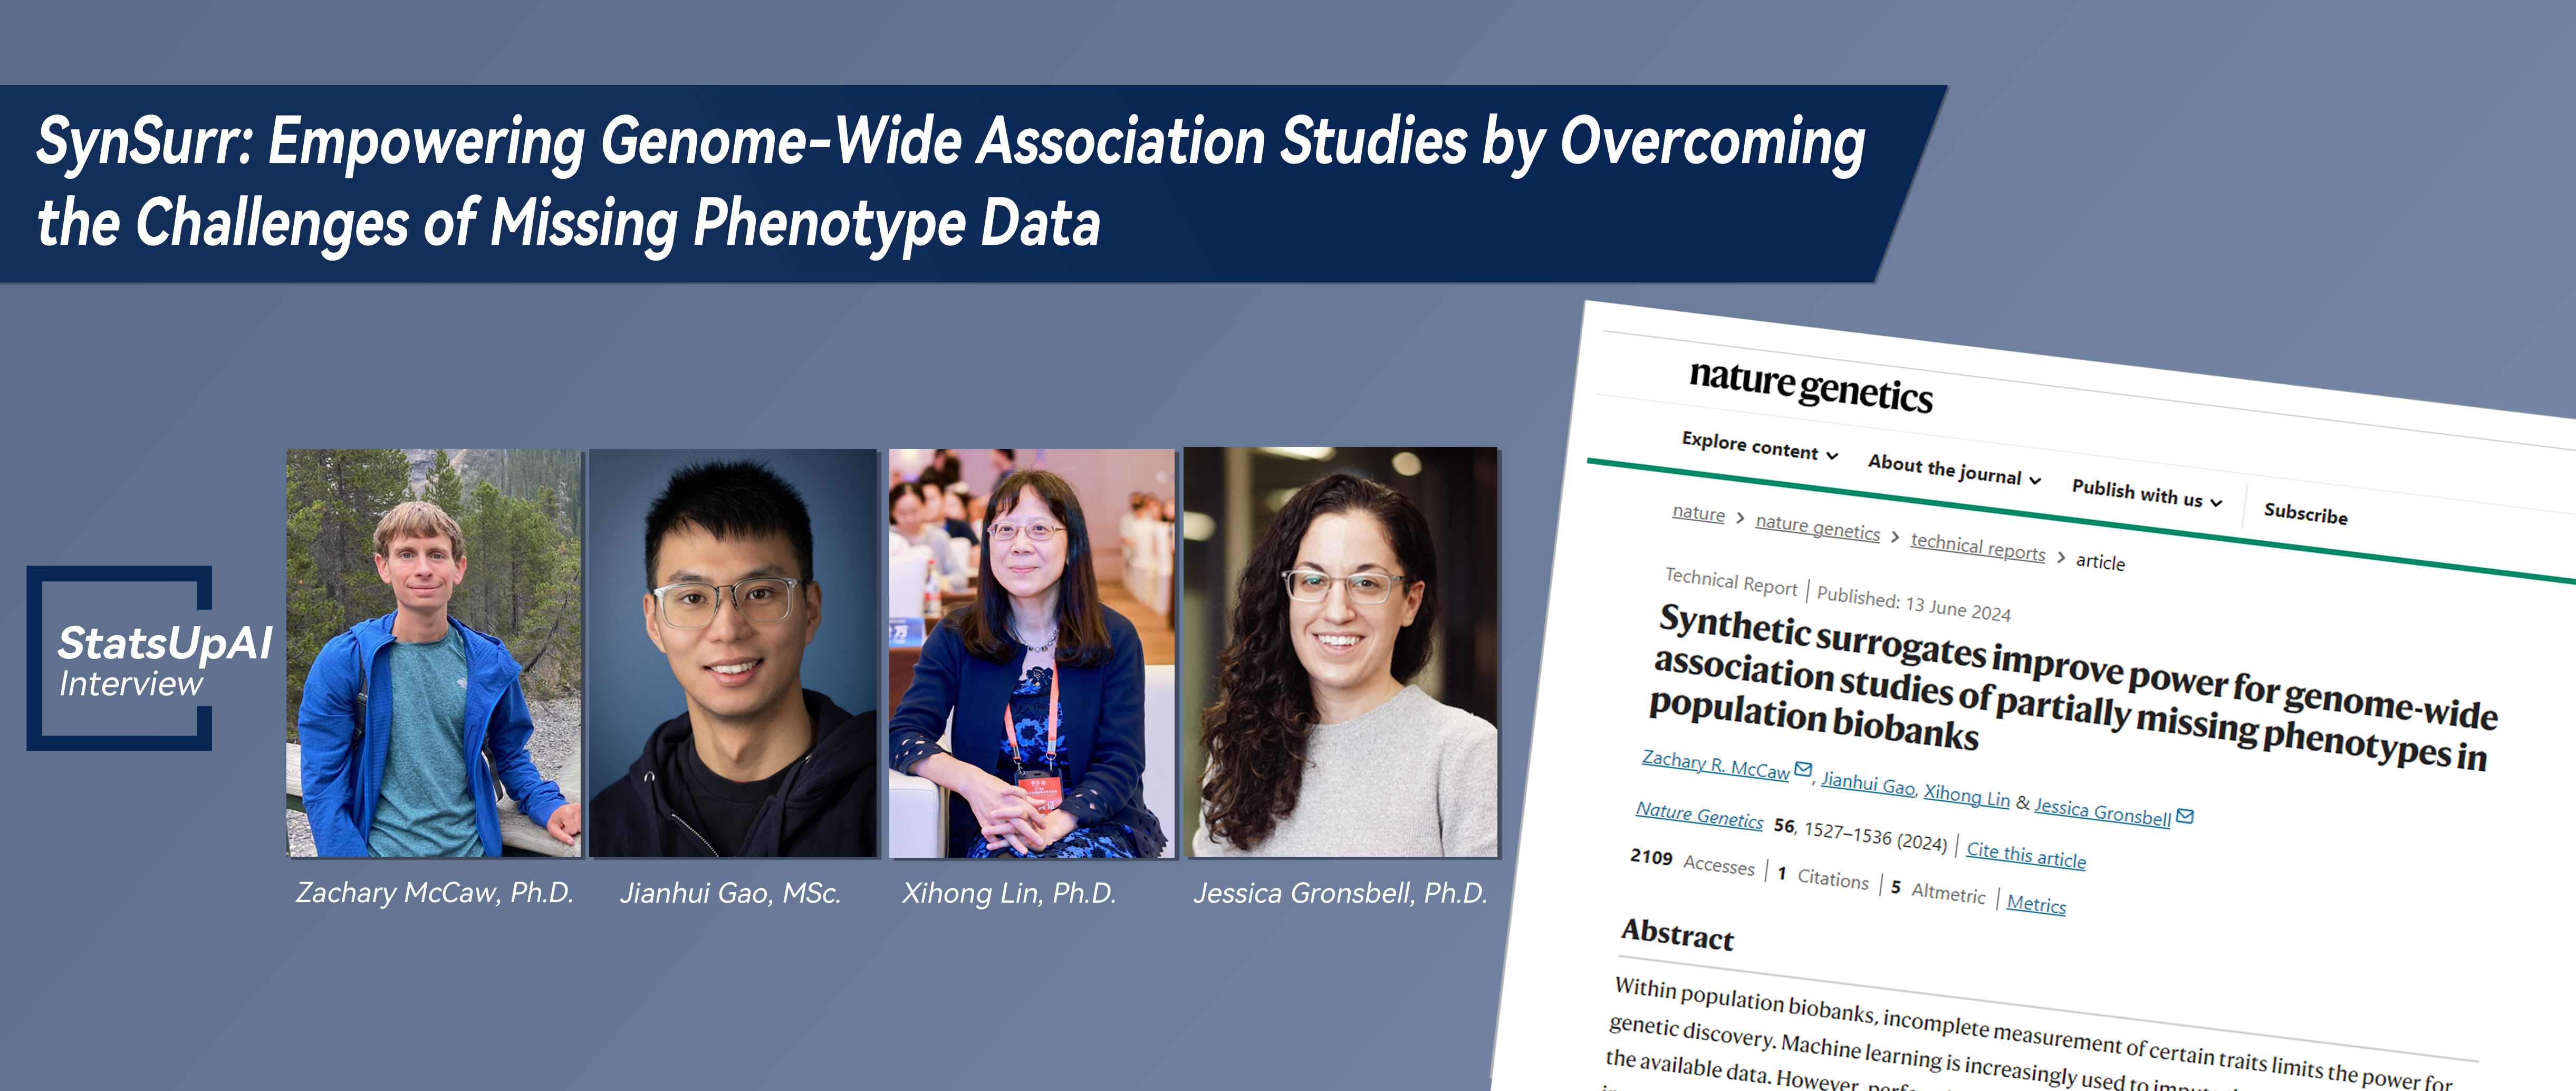 SynSurr: Empowering Genome-Wide Association Studies by Overcoming
the Challenges of Missing Phenotype Data
StatsUpAI
Interview
Zachary McCaw, Ph.D.
Jianhui Gao, MSc.
Xihong Lin, Ph.D.
Jessica Gronsbell, Ph.D.
nature genetics
Explore content About the journal Publish with us Subscribe
nature > nature genetics > technical reports > article
Technical Report | Published: 13 June 2024
Synthetic surrogates improve power for genome-wide
association studies of partially missing phenotypes in
population biobanks
Zachary R. McCaw, Jianhui Gao, Xihong Lin & Jessica Gronsbell
Nature Genetics 56, 1527–1536 (2024) | Cite this article
2109 Accesses | 1 Citations | 5 Altmetric | Metrics
Abstract
Within population biobanks, incomplete measurement of certain traits limits the power for
genetic discovery. Machine learning is increasingly used to
the available data. However,